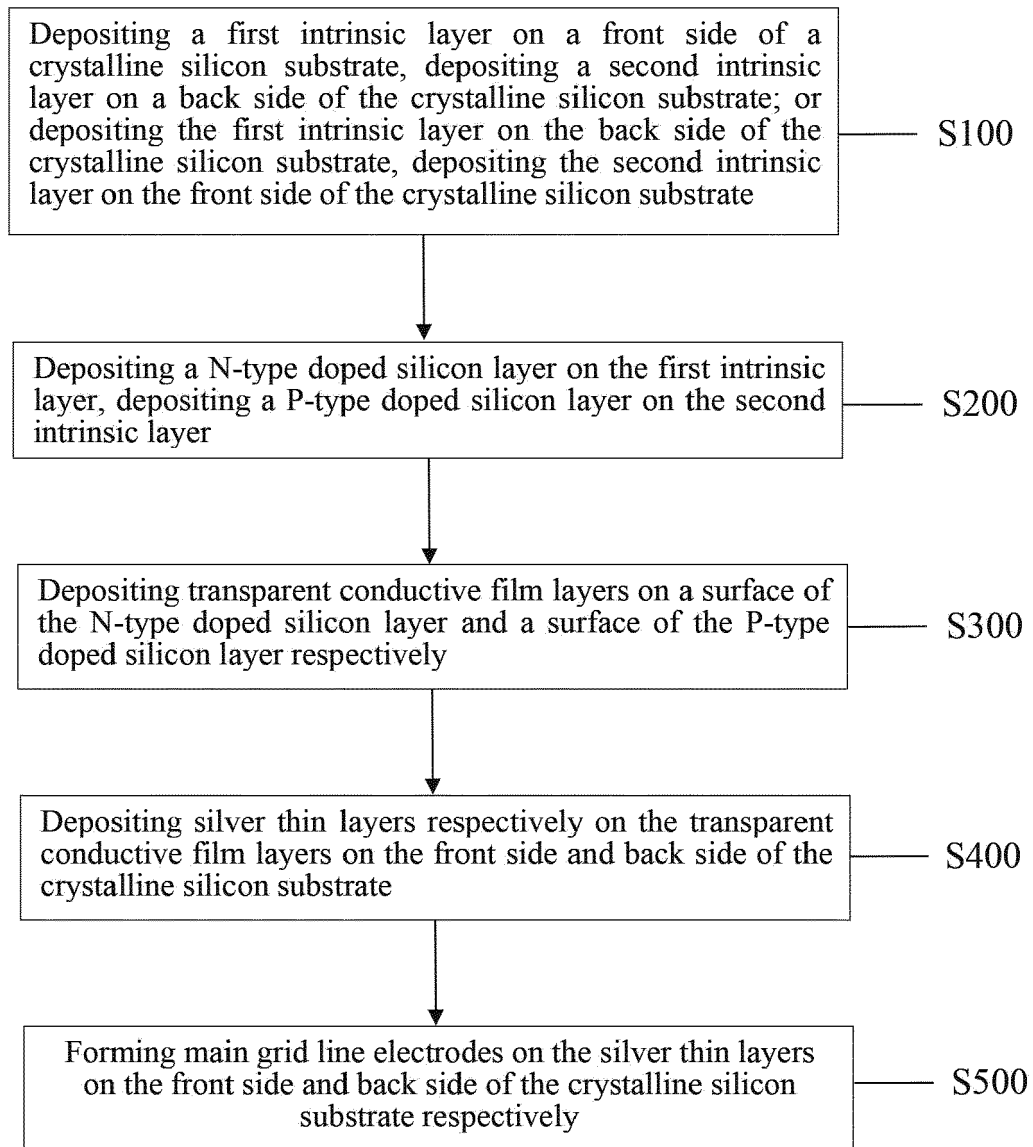 Depositing a first intrinsic layer on a front side of a
crystalline silicon substrate, depositing a second intrinsic
layer on a back side of the crystalline silicon substrate; or
depositing the first intrinsic layer on the back side of the
crystalline silicon substrate, depositing the second intrinsic
layer on the front side of the crystalline silicon substrate
S100
Depositing a N-type doped silicon layer on the first intrinsic
layer, depositing a P-type doped silicon layer on the second
intrinsic layer
S200
Depositing transparent conductive film layers on a surface of
the N-type doped silicon layer and a surface of the P-type
doped silicon layer respectively
S300
Depositing silver thin layers respectively on the transparent
conductive film layers on the front side and back side of the
crystalline silicon substrate
S400
Forming main grid line electrodes on the silver thin layers
on the front side and back side of the crystalline silicon
substrate respectively
S500